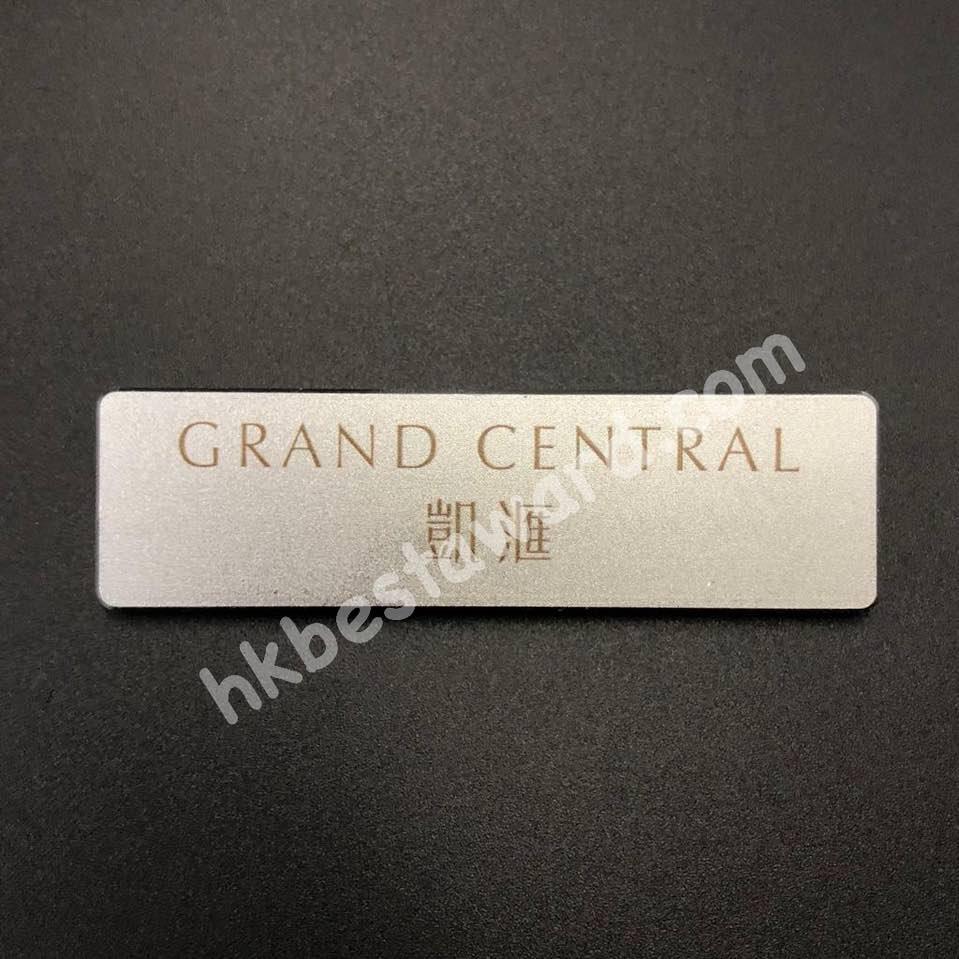 GRAND CENTRAL
凱滙
hkbestaward.com